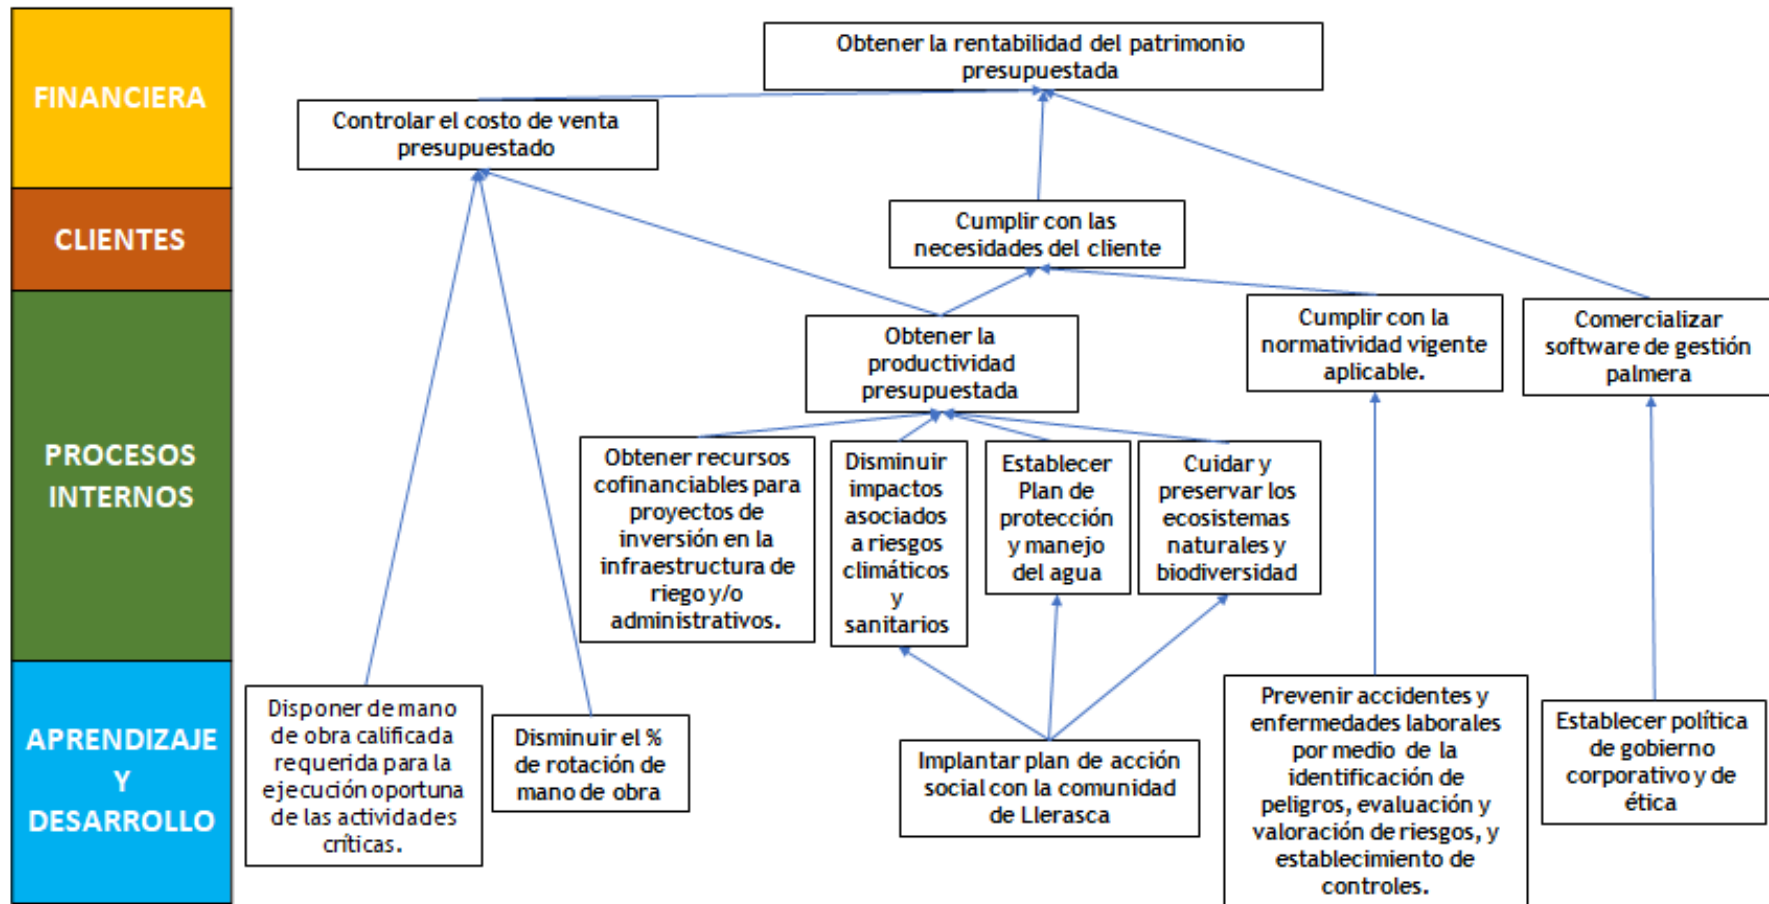 FINANCIERA
Obtener la rentabilidad del patrimonio
presupuestada
Controlar el costo de venta
presupuestado
CLIENTES
Cumplir con las
necesidades del cliente
PROCESOS
INTERNOS
Obtener la
productividad
presupuestada
Cumplir con la
normatividad vigente
aplicable.
Comercializar
software de gestión
palmera
Obtener recursos
cofinanciables para
proyectos de
inversión en la
infraestructura de
riego y/o
administrativos.
Disminuir
impactos
asociados
a riesgos
climáticos
y
sanitarios
Establecer
Plan de
protección
y manejo
del agua
Cuidar y
preservar los
ecosistemas
naturales y
biodiversidad
APRENDIZAJE
Y
DESARROLLO
Disponer de mano
de obra calificada
requerida para la
ejecución oportuna
de las actividades
críticas.
Disminuir el %
de rotación de
mano de obra
Implantar plan de acción
social con la comunidad
de Llerasca
Prevenir accidentes y
enfermedades laborales
por medio de la
identificación de
peligros, evaluación y
valoración de riesgos, y
establecimiento de
controles.
Establecer política
de gobierno
corporativo y de
ética